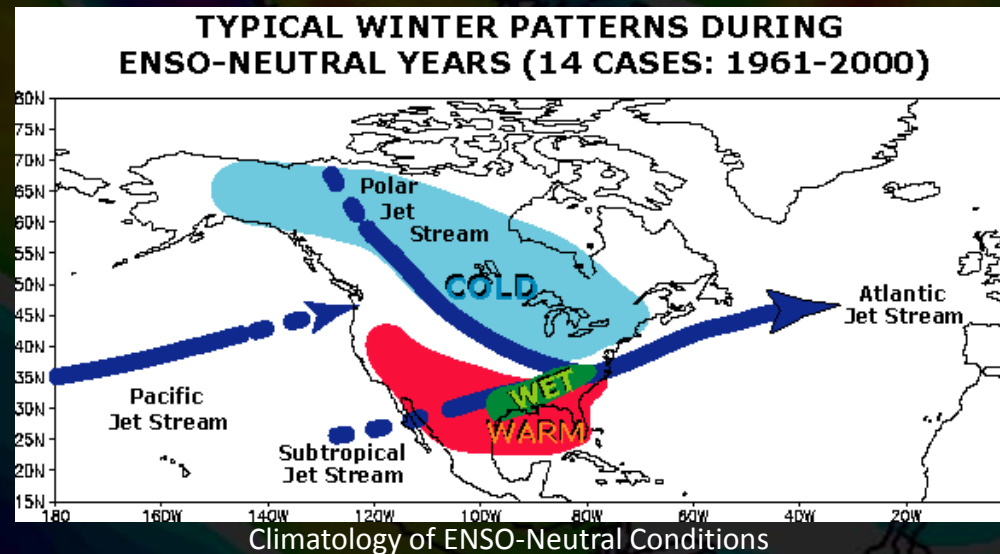 TYPICAL WINTER PATTERNS DURING
ENSO-NEUTRAL YEARS (14 CASES: 1961-2000)
80N
75N
70N
65N
60N
55N
50N
45N
40N
35N
30N
25N
20N
15N
Polar
Jet
Stream
COLD
Atlantic
Jet Stream
Pacific
Jet Stream
WET
WARM
Subtropical
Jet Stream
180
160W
140W
120W
100W
80W
60W
40W
20W
Climatology of ENSO-Neutral Conditions